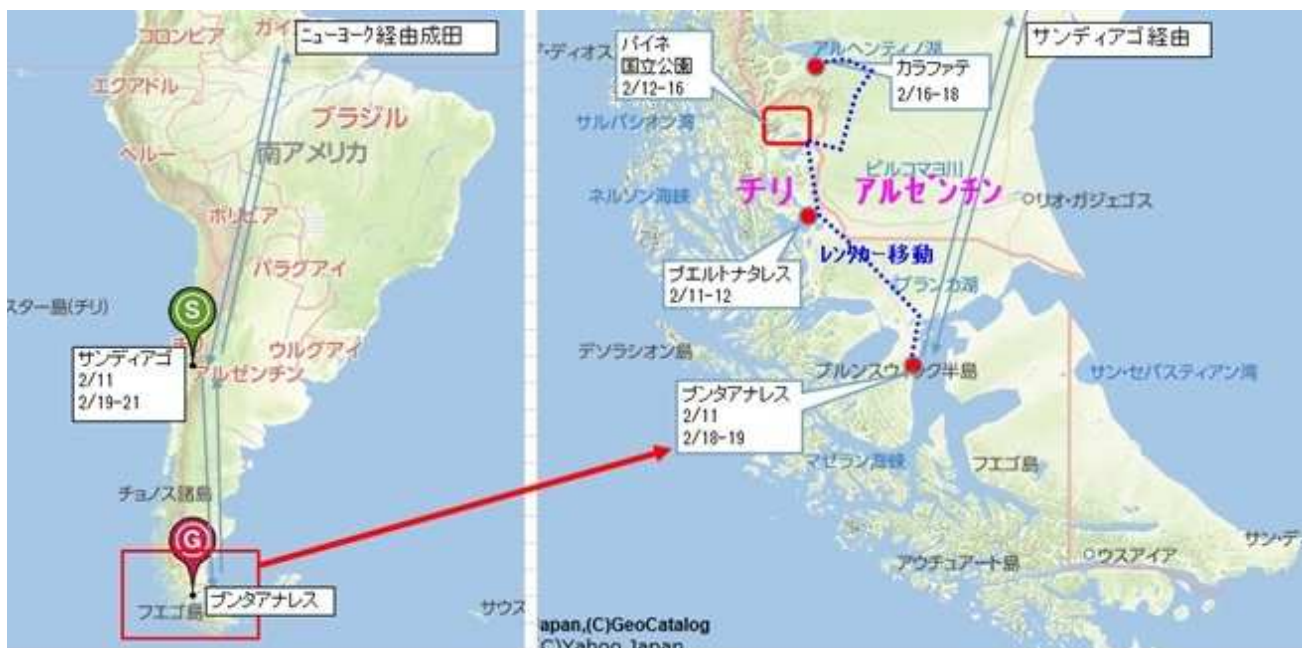 コロンビア
ガイ
ニューヨーク経由成田
エクアドル
ブラジル
南アメリカ
ペルー
ボリビア
パラグアイ
スター島(チリ)
S
サンディアゴ
2/11
2/19-21
ウルグアイ
アルゼンチン
チョノス諸島
G
プンタアナレス
フエゴ島
サウス
ア・ディオス
パイネ
国立公園
2/12-16
アルヘンティノ湖
カラファテ
2/16-18
サンディアゴ経由
サルバシオン湾
ピルコマヨ川
チリ
アルゼンチン
ネルソン海峡
リオ・ガジェゴス
プエルトナタレス
2/11-12
レンタカー移動
ブランカ湖
デソラシオン島
ブルンスウィック半島
サン・セバスティアン湾
プンタアナレス
2/11
2/18-19
マゼラン海峡
フエゴ島
アウチュアート島
ウスアイア
サン・デ
apan,(C)GeoCatalog
C)Yahoo Japan